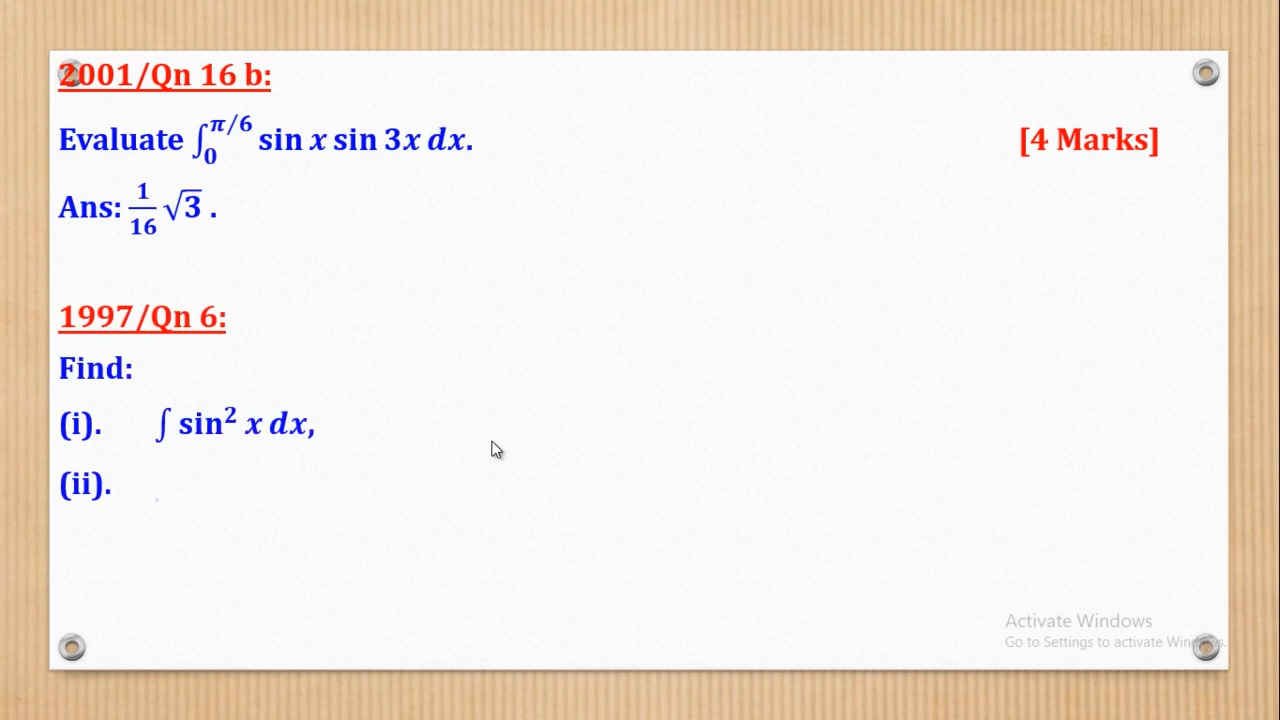 2001/Qn 16 b:
Evaluate ∫₀^{π/6} sin x sin 3x dx. [4 Marks]
Ans: 1/16 √3 .
1997/Qn 6:
Find:
(i). ∫ sin² x dx,
(ii).
Activate Windows
Go to Settings to activate Windows.